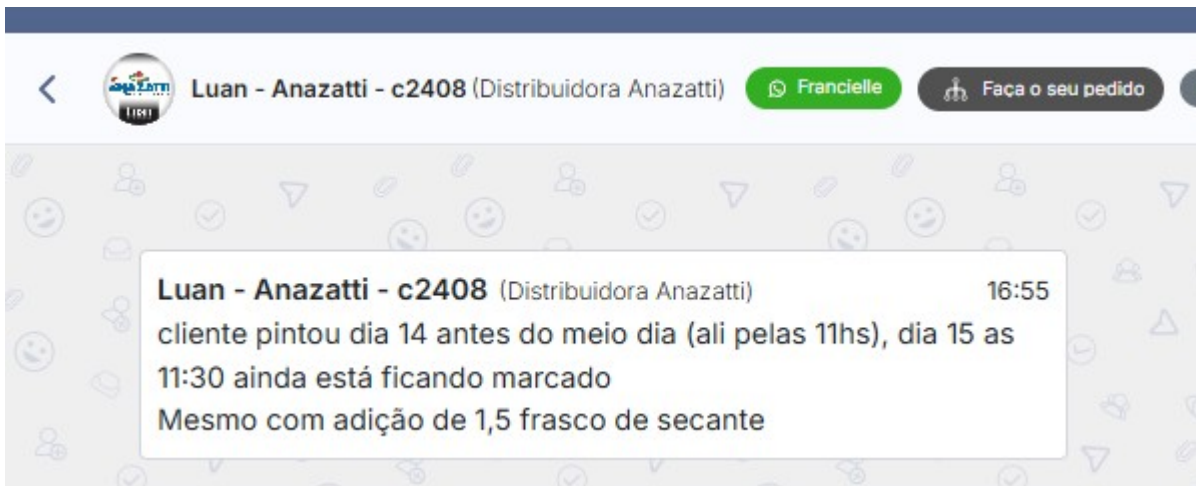 Luan - Anazatti - c2408 (Distribuidora Anazatti) Francielle Faça o seu pedido
Luan - Anazatti - c2408 (Distribuidora Anazatti) 16:55
cliente pintou dia 14 antes do meio dia (ali pelas 11hs), dia 15 as
11:30 ainda está ficando marcado
Mesmo com adição de 1,5 frasco de secante